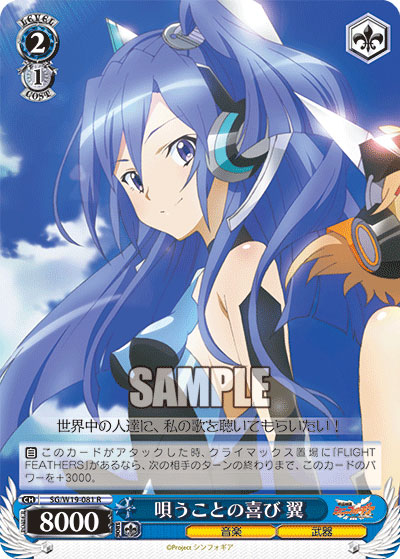 LEVEL
2
1
COST
SAMPLE
世界中の人達に、私の歌を聴いてもらいたい！
自 このカードがアタックした時、クライマックス置場に「FLIGHT
FEATHERS」があるなら、次の相手のターンの終わりまで、このカードのパ
ワーを＋3000。
CH SG/W19-081 R
8000
唄うことの喜び 翼
音楽
武器
©Project シンフォギア